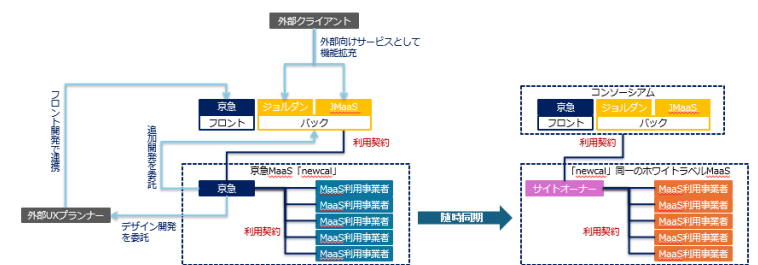 外部クライアント
外部向けサービスとして
機能拡充
京急
ジョルダン
JMaaS
フロント
バック
利用契約
フロント開発で連携
追加開発を委託
京急MaaS「newcal」
京急
MaaS利用事業者
MaaS利用事業者
MaaS利用事業者
MaaS利用事業者
MaaS利用事業者
利用契約
外部UXプランナー
デザイン開発
を委託
随時同期
コンソーシアム
京急
ジョルダン
JMaaS
フロント
バック
利用契約
「newcal」同一のホワイトラベルMaaS
サイトオーナー
MaaS利用事業者
MaaS利用事業者
MaaS利用事業者
MaaS利用事業者
MaaS利用事業者
利用契約